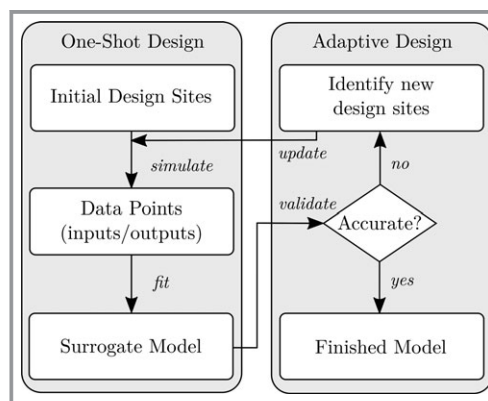 One-Shot Design
Initial Design Sites
simulate
Data Points
(inputs/outputs)
fit
Surrogate Model
Adaptive Design
Identify new
design sites
update
no
validate
Accurate?
yes
Finished Model